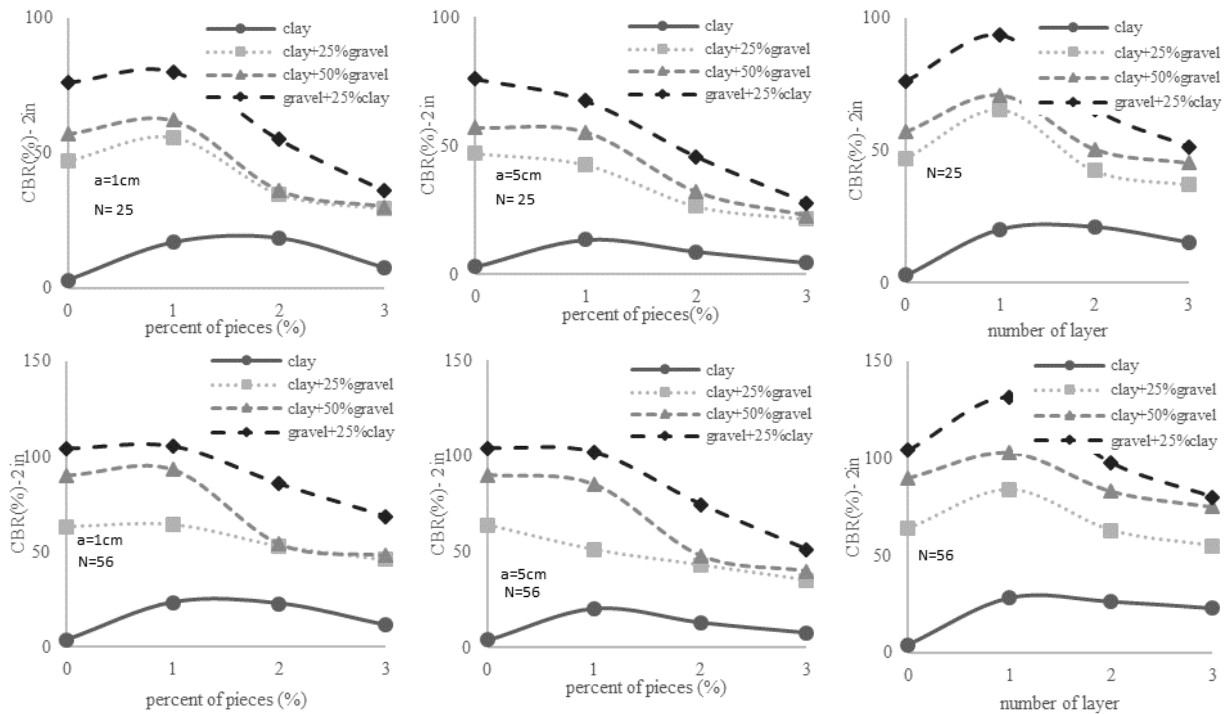 100
50
0
CBR(%)- 2in
clay
clay+25%gravel
clay+50%gravel
gravel+25%clay
a=1cm
N= 25
0 1 2 3
percent of pieces (%)
100
50
0
CBR(%)-2 in
clay
clay+25%gravel
clay+50%gravel
gravel+25%clay
a=5cm
N= 25
0 1 2 3
percent of pieces(%)
100
50
0
CBR(%)- 2in
clay
clay+25%gravel
clay+50%gravel
gravel+25%clay
N=25
0 1 2 3
number of layer
150
100
50
0
CBR(%)-2 in
clay
clay+25%gravel
clay+50%gravel
gravel+25%clay
a=1cm
N=56
0 1 2 3
percent of pieces (%)
150
100
50
0
CBR(%)- 2in
clay
clay+25%gravel
clay+50%gravel
gravel+25%clay
a=5cm
N=56
0 1 2 3
percent of pieces (%)
150
100
50
0
CBR(%)- 2in
clay
clay+25%gravel
clay+50%gravel
gravel+25%clay
N=56
0 1 2 3
number of layer